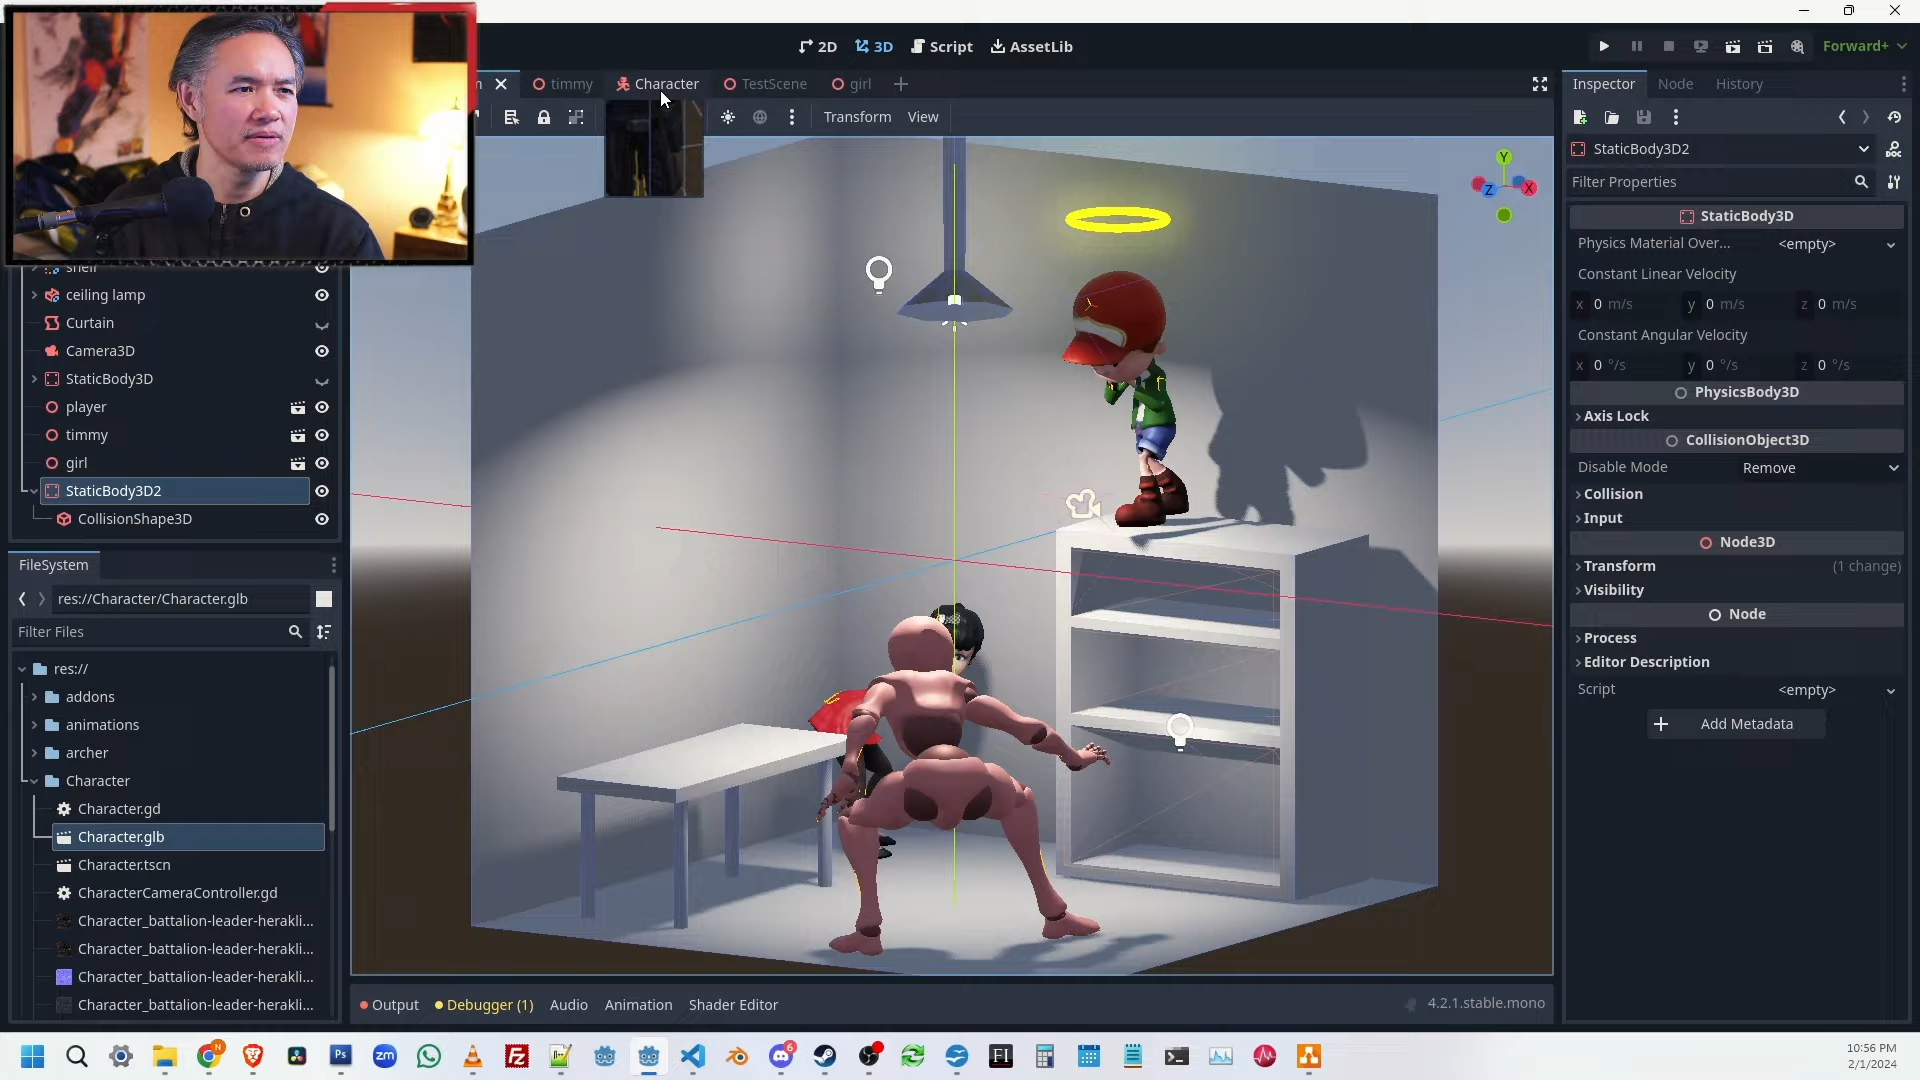 2D
3D
Script
AssetLib
Forward+
timmy
Character
TestScene
girl
Transform
View
Inspector
Node
History
StaticBody3D2
Filter Properties
StaticBody3D
Physics Material Over...
<empty>
Constant Linear Velocity
x 0 m/s
y 0 m/s
z 0 m/s
Constant Angular Velocity
x 0 °/s
y 0 °/s
z 0 °/s
PhysicsBody3D
Axis Lock
CollisionObject3D
Disable Mode
Remove
Collision
Input
Node3D
Transform
(1 change)
Visibility
Node
Process
Editor Description
Script
<empty>
Add Metadata
Y
Z
X
shelf
ceiling lamp
Curtain
Camera3D
StaticBody3D
player
timmy
girl
StaticBody3D2
CollisionShape3D
FileSystem
res://Character/Character.glb
Filter Files
res://
addons
animations
archer
Character
Character.gd
Character.glb
Character.tscn
CharacterCameraController.gd
Character_battalion-leader-herakli...
Character_battalion-leader-herakli...
Character_battalion-leader-herakli...
Character_battalion-leader-herakli...
Output
Debugger (1)
Audio
Animation
Shader Editor
4.2.1.stable.mono
N
Ps
zm
FZ
6
FI
10:56 PM
2/1/2024